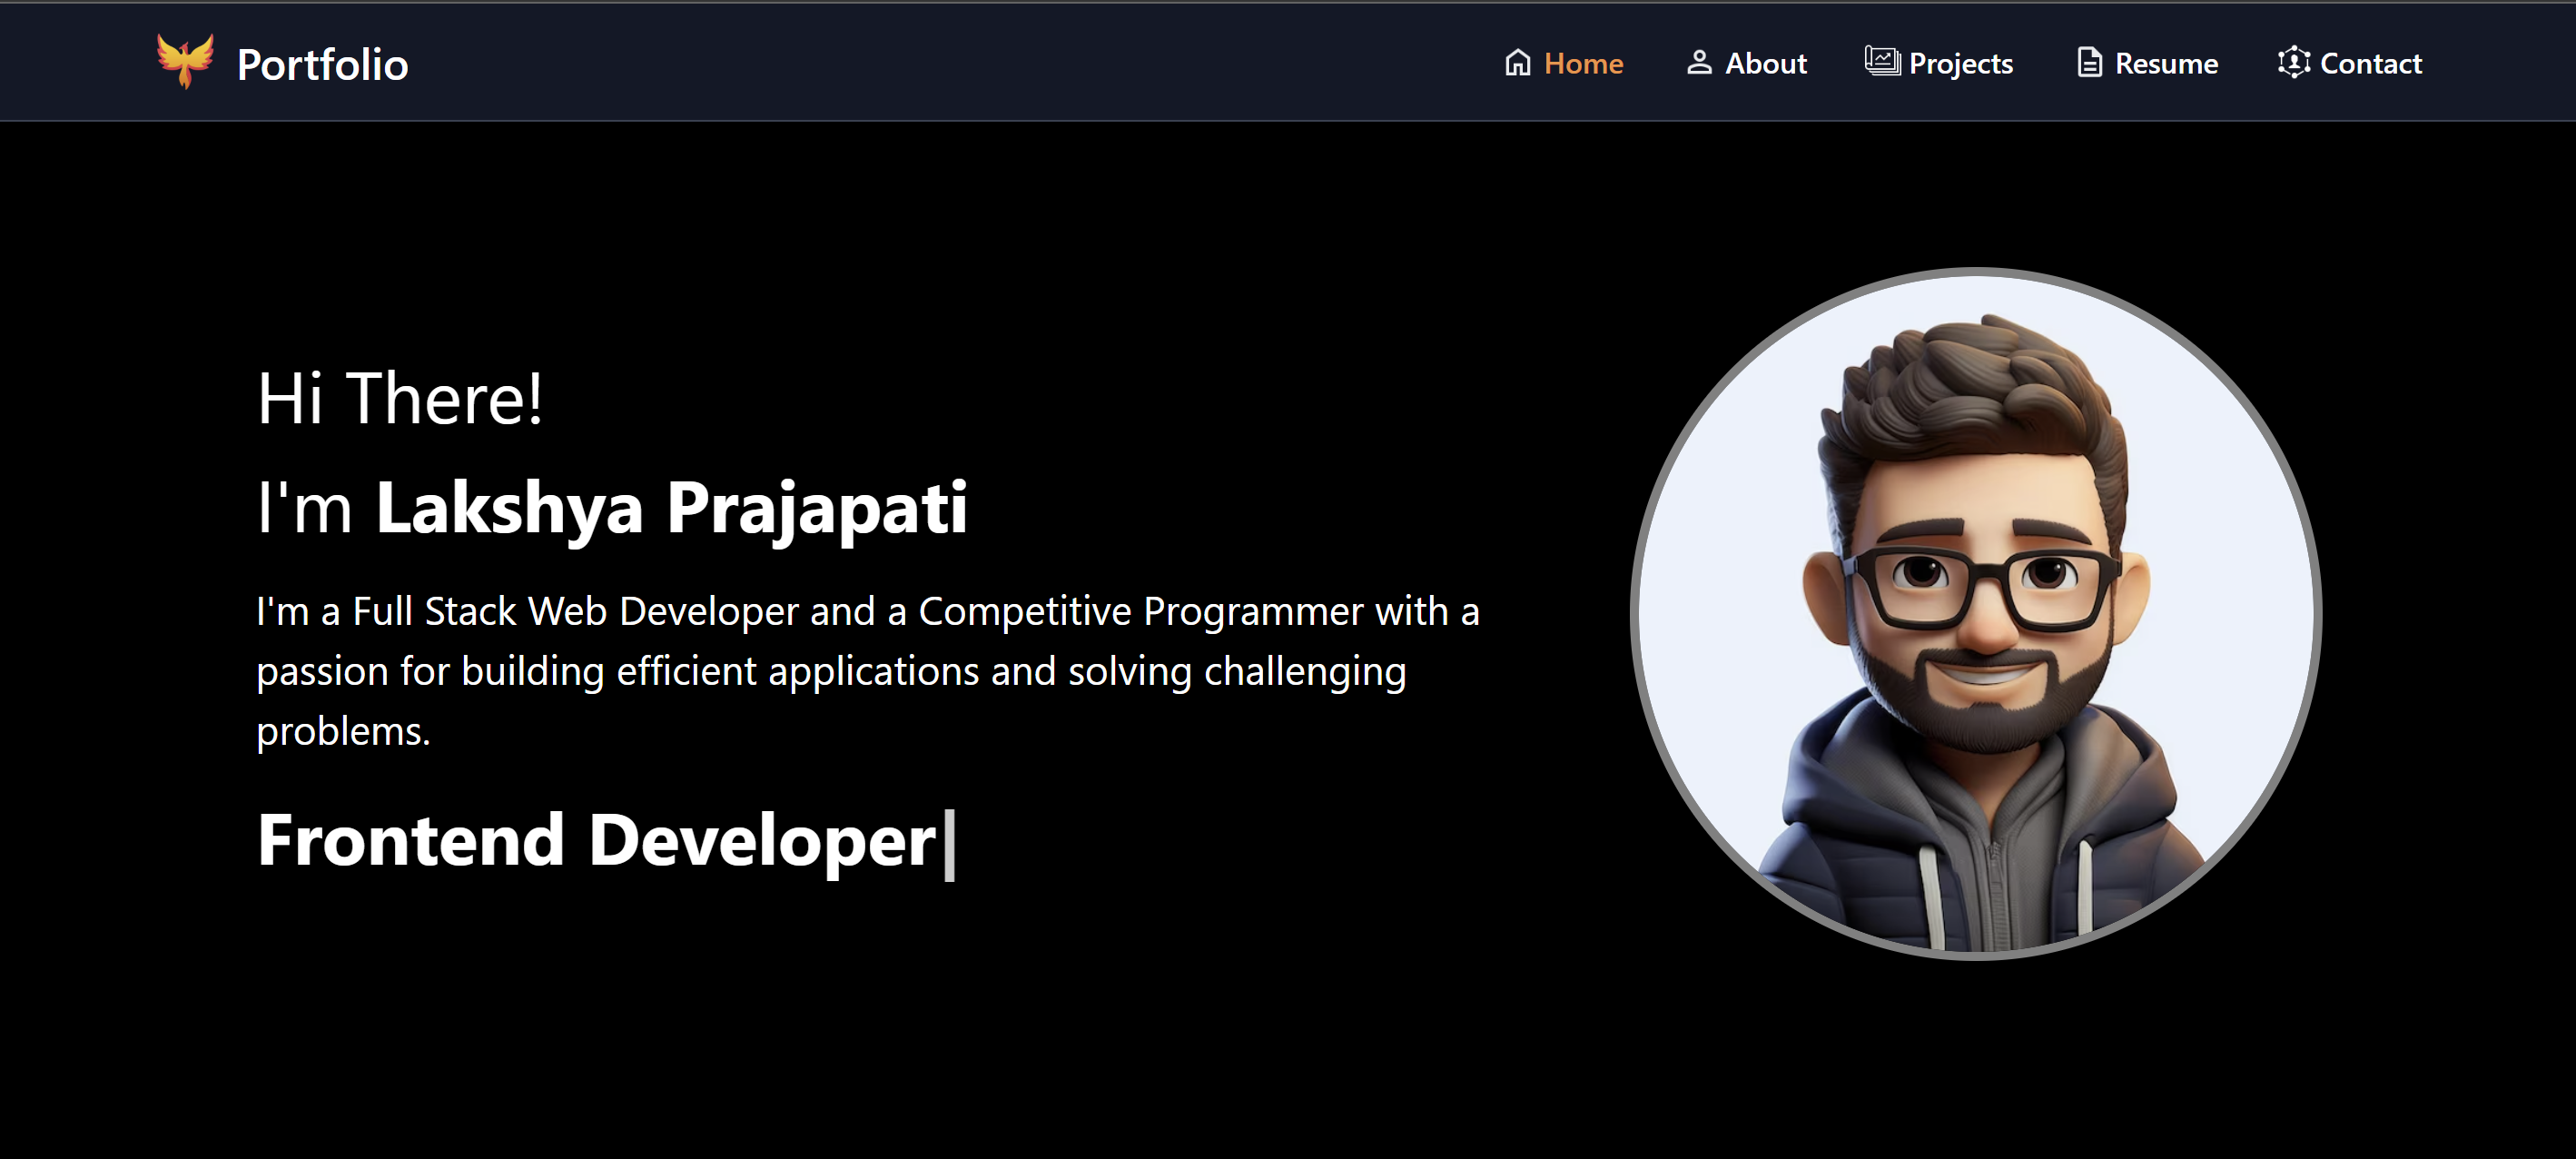 Portfolio
Home
About
Projects
Resume
Contact
Hi There!
I'm Lakshya Prajapati
I'm a Full Stack Web Developer and a Competitive Programmer with a
passion for building efficient applications and solving challenging
problems.
Frontend Developer|